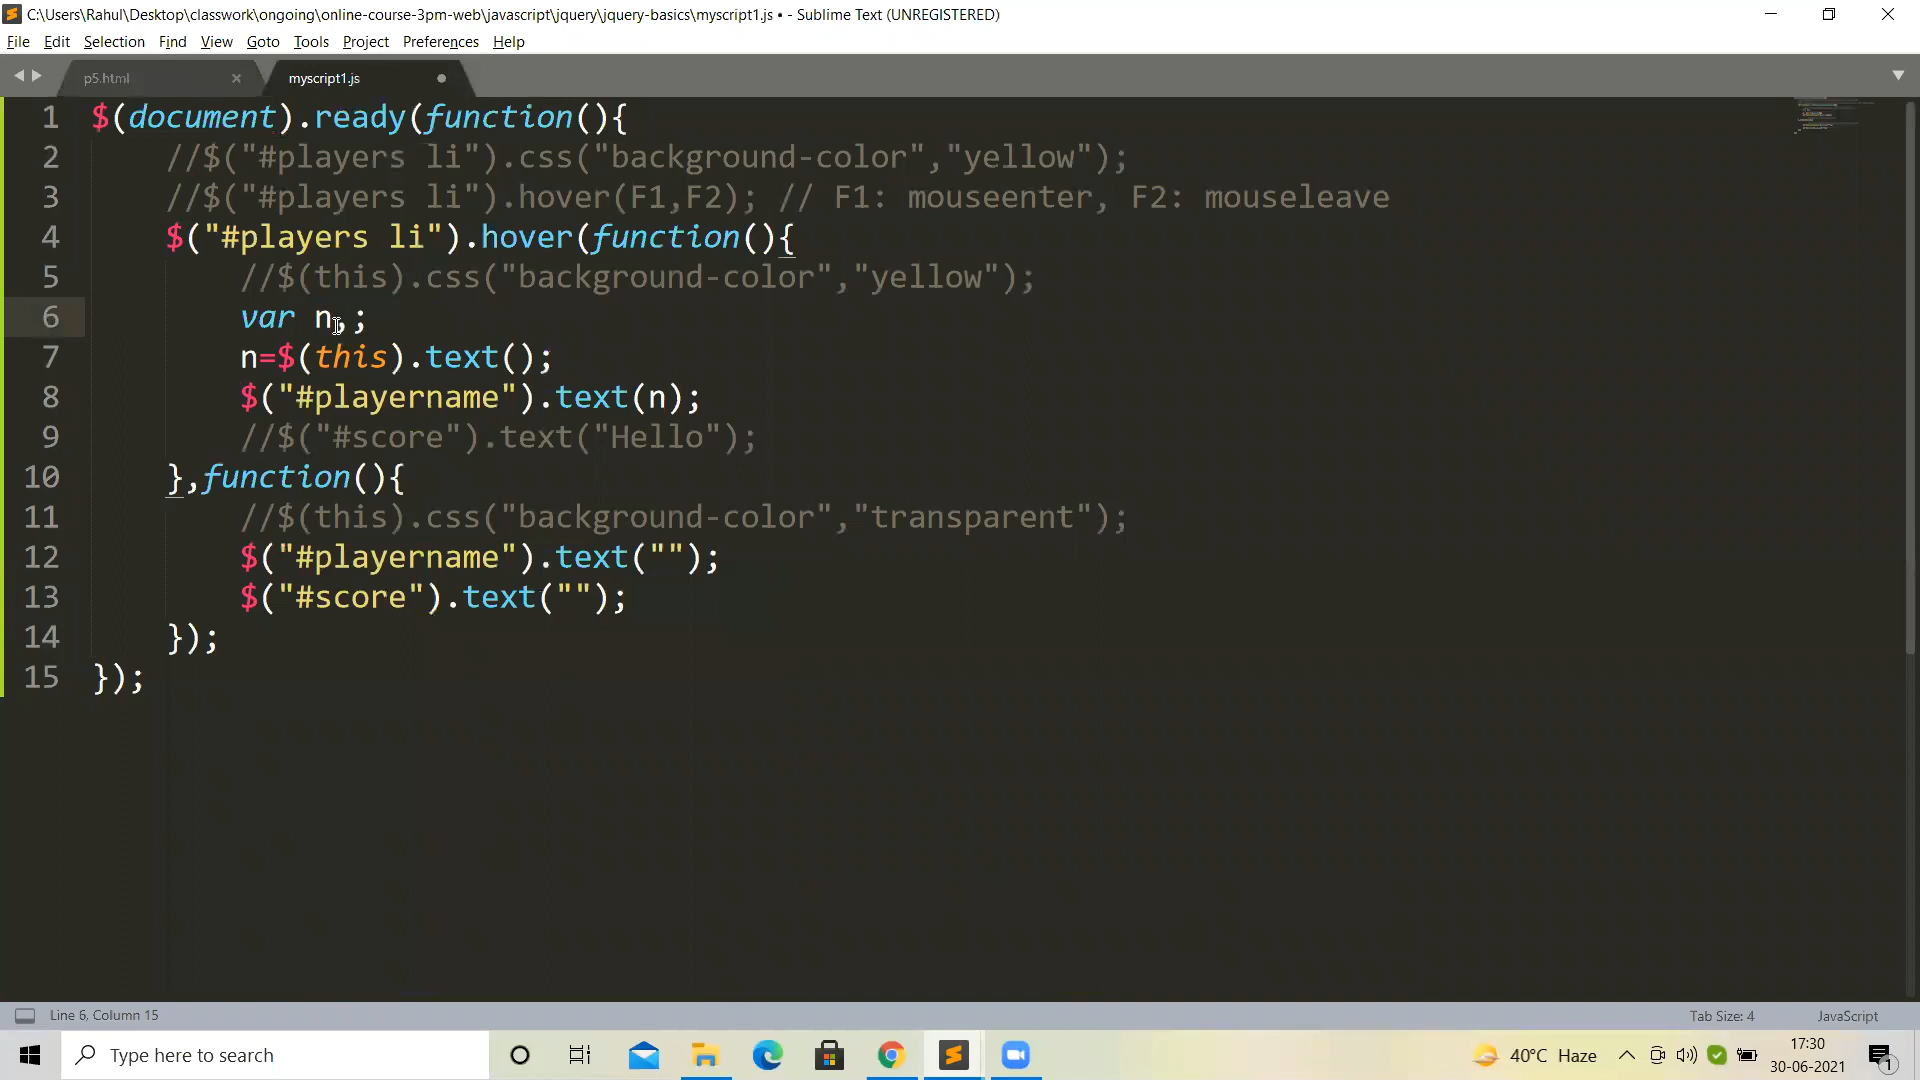 C:\Users\Rahul\Desktop\classwork\ongoing\online-course-3pm-web\javascript\jquery\jquery-basics\myscript1.js • - Sublime Text (UNREGISTERED)
File Edit Selection Find View Goto Tools Project Preferences Help
p5.html myscript1.js
1 $(document).ready(function(){
2 //$("#players li").css("background-color","yellow");
3 //$("#players li").hover(F1,F2); // F1: mouseenter, F2: mouseleave
4 $("#players li").hover(function(){
5 //$(this).css("background-color","yellow");
6 var n,;
7 n=$(this).text();
8 $("#playername").text(n);
9 //$("#score").text("Hello");
10 },function(){
11 //$(this).css("background-color","transparent");
12 $("#playername").text("");
13 $("#score").text("");
14 });
15 });
Line 6, Column 15 Tab Size: 4 JavaScript
Type here to search 40°C Haze 17:30
30-06-2021 1